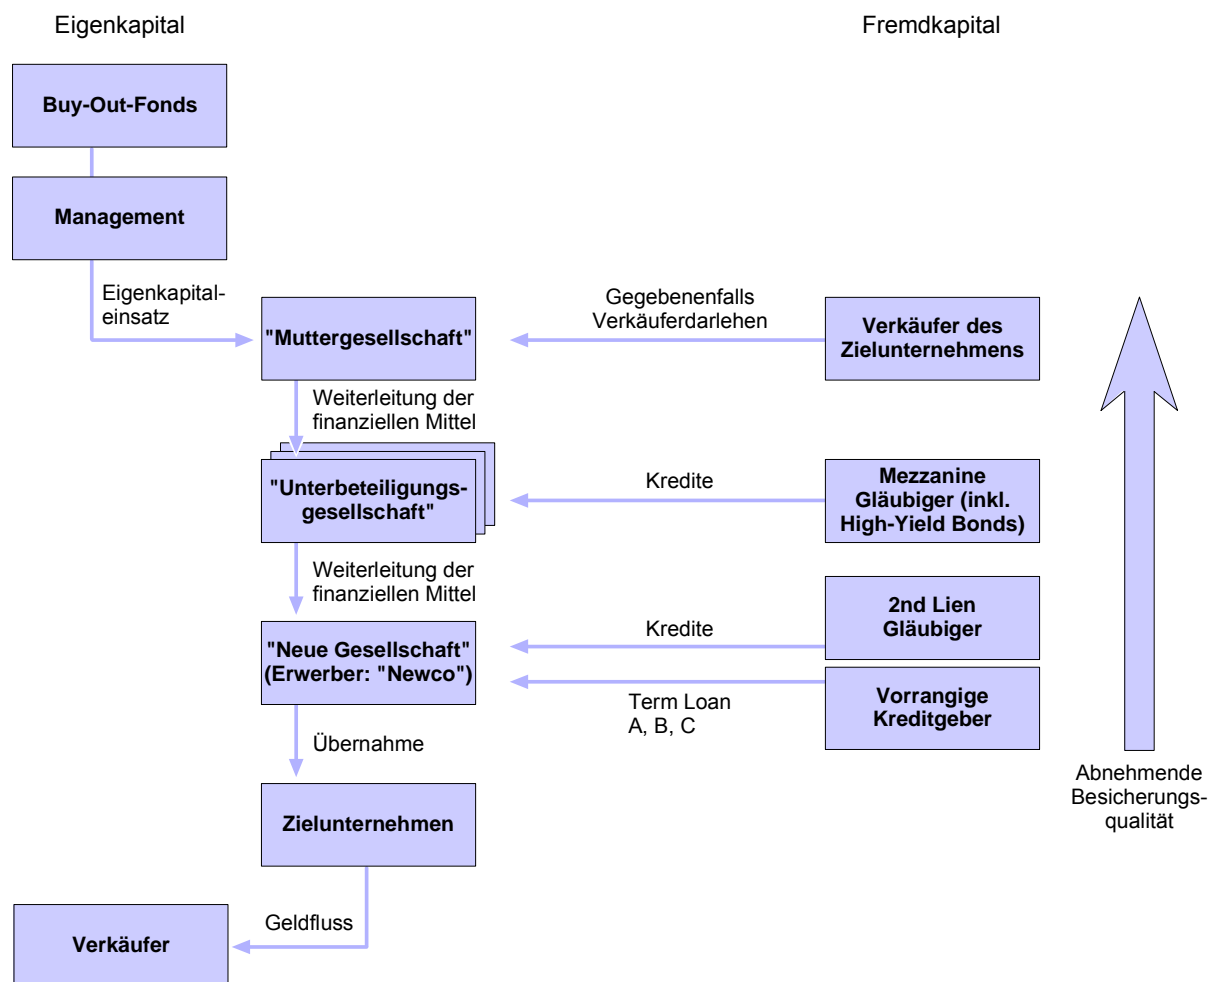 Eigenkapital
Fremdkapital
Buy-Out-Fonds
Management
Eigenkapital-
einsatz
"Muttergesellschaft"
Gegebenenfalls
Verkäuferdarlehen
Verkäufer des
Zielunternehmens
Weiterleitung der
finanziellen Mittel
"Unterbeteiligungs-
gesellschaft"
Kredite
Mezzanine
Gläubiger (inkl.
High-Yield Bonds)
Weiterleitung der
finanziellen Mittel
"Neue Gesellschaft"
(Erwerber: "Newco")
Kredite
2nd Lien
Gläubiger
Term Loan
A, B, C
Vorrangige
Kreditgeber
Abnehmende
Besicherungs-
qualität
Übernahme
Zielunternehmen
Geldfluss
Verkäufer